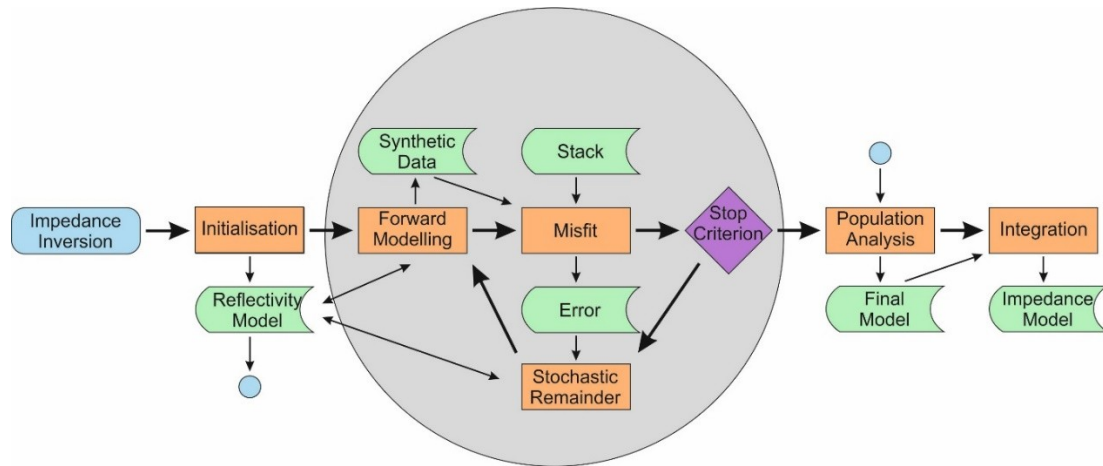 Impedance
Inversion
Initialisation
Reflectivity
Model
Synthetic
Data
Forward
Modelling
Stack
Misfit
Error
Stochastic
Remainder
Stop
Criterion
Population
Analysis
Final
Model
Integration
Impedance
Model